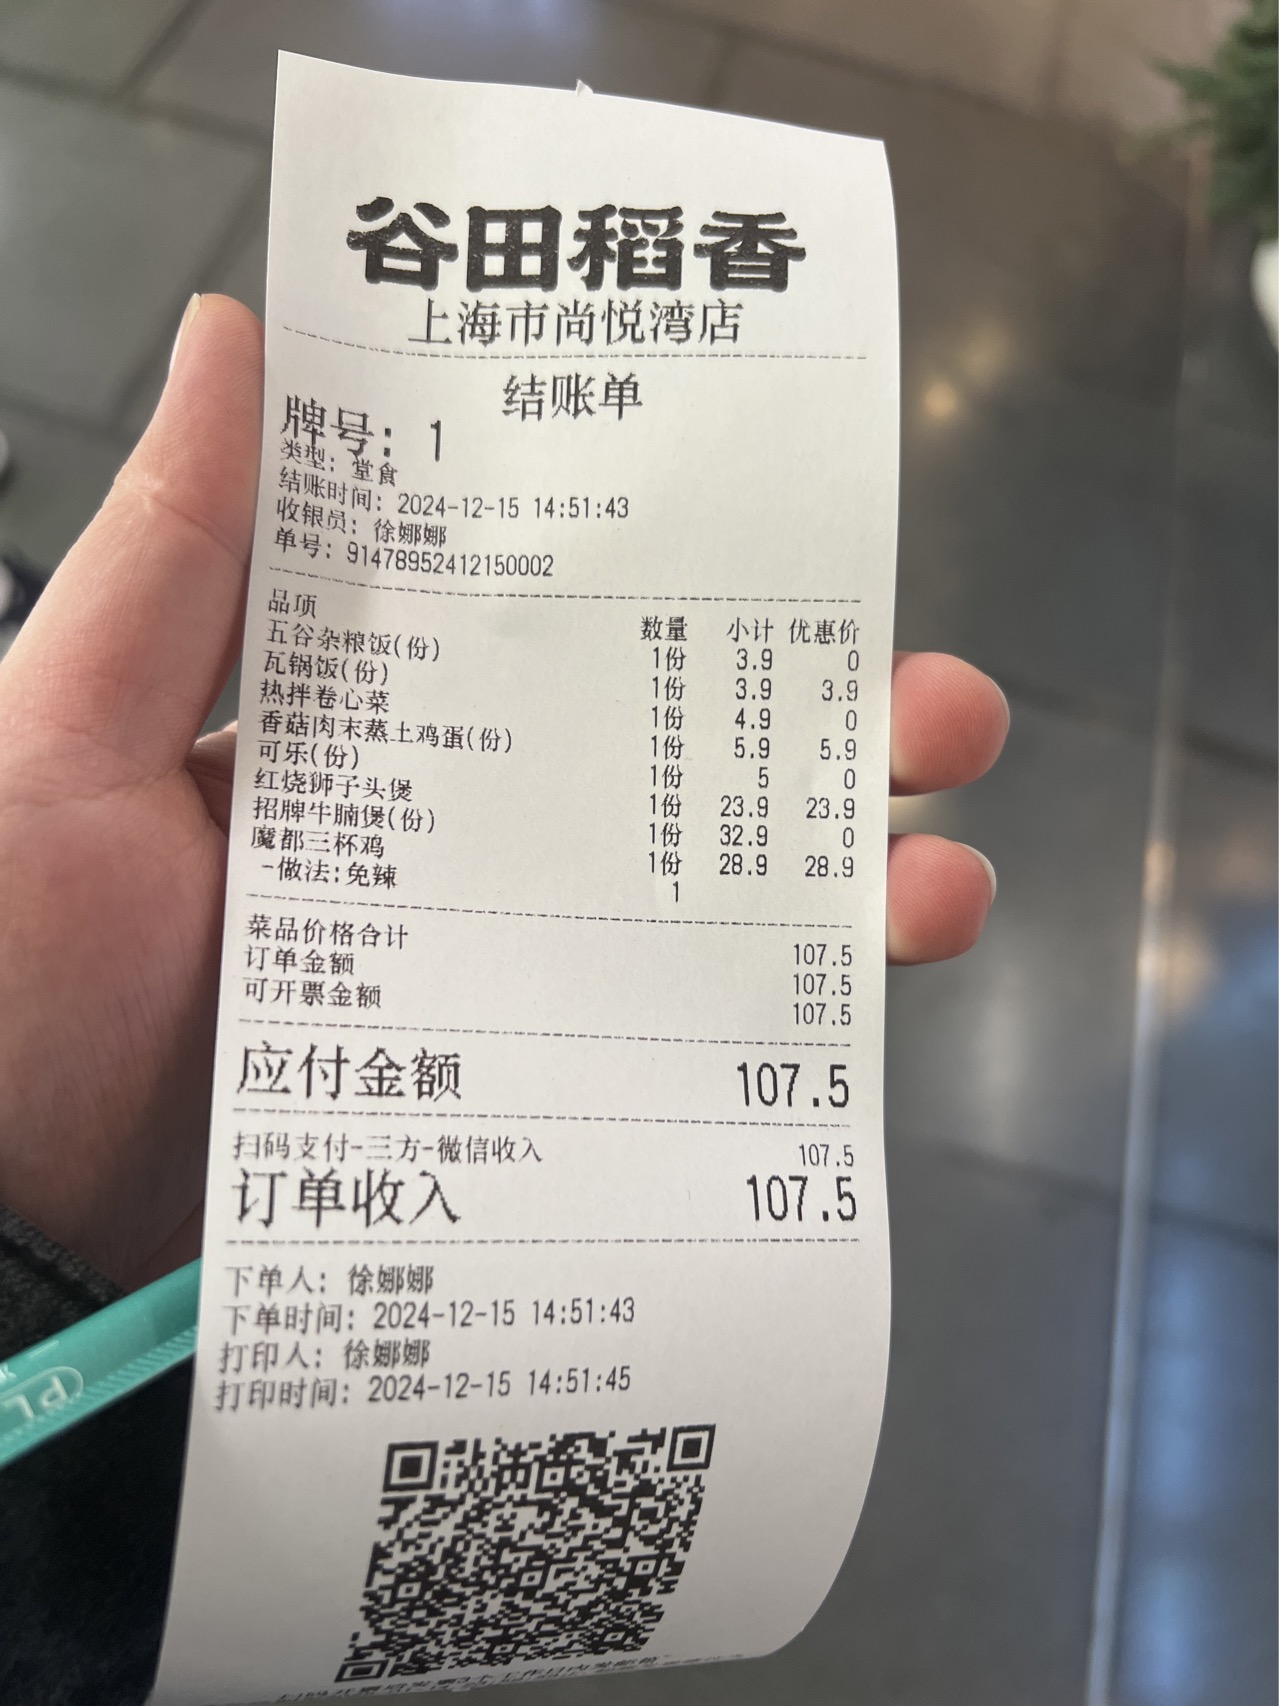 谷田稻香
上海市尚悦湾店
结账单
牌号: 1
类型: 堂食
结账时间: 2024-12-15 14:51:43
收银员: 徐娜娜
单号: 91478952412150002
品项 数量 小计 优惠价
五谷杂粮饭(份) 1份 3.9 0
瓦锅饭(份) 1份 3.9 3.9
热拌卷心菜 1份 4.9 0
香菇肉末蒸土鸡蛋(份) 1份 5.9 5.9
可乐(份) 1份 5 0
红烧狮子头煲 1份 23.9 23.9
招牌牛腩煲(份) 1份 32.9 0
魔都三杯鸡 1份 28.9 28.9
-做法:免辣 1
菜品价格合计 107.5
订单金额 107.5
可开票金额 107.5
应付金额 107.5
扫码支付-三方-微信收入 107.5
订单收入 107.5
下单人: 徐娜娜
下单时间: 2024-12-15 14:51:43
打印人: 徐娜娜
打印时间: 2024-12-15 14:51:45
PL